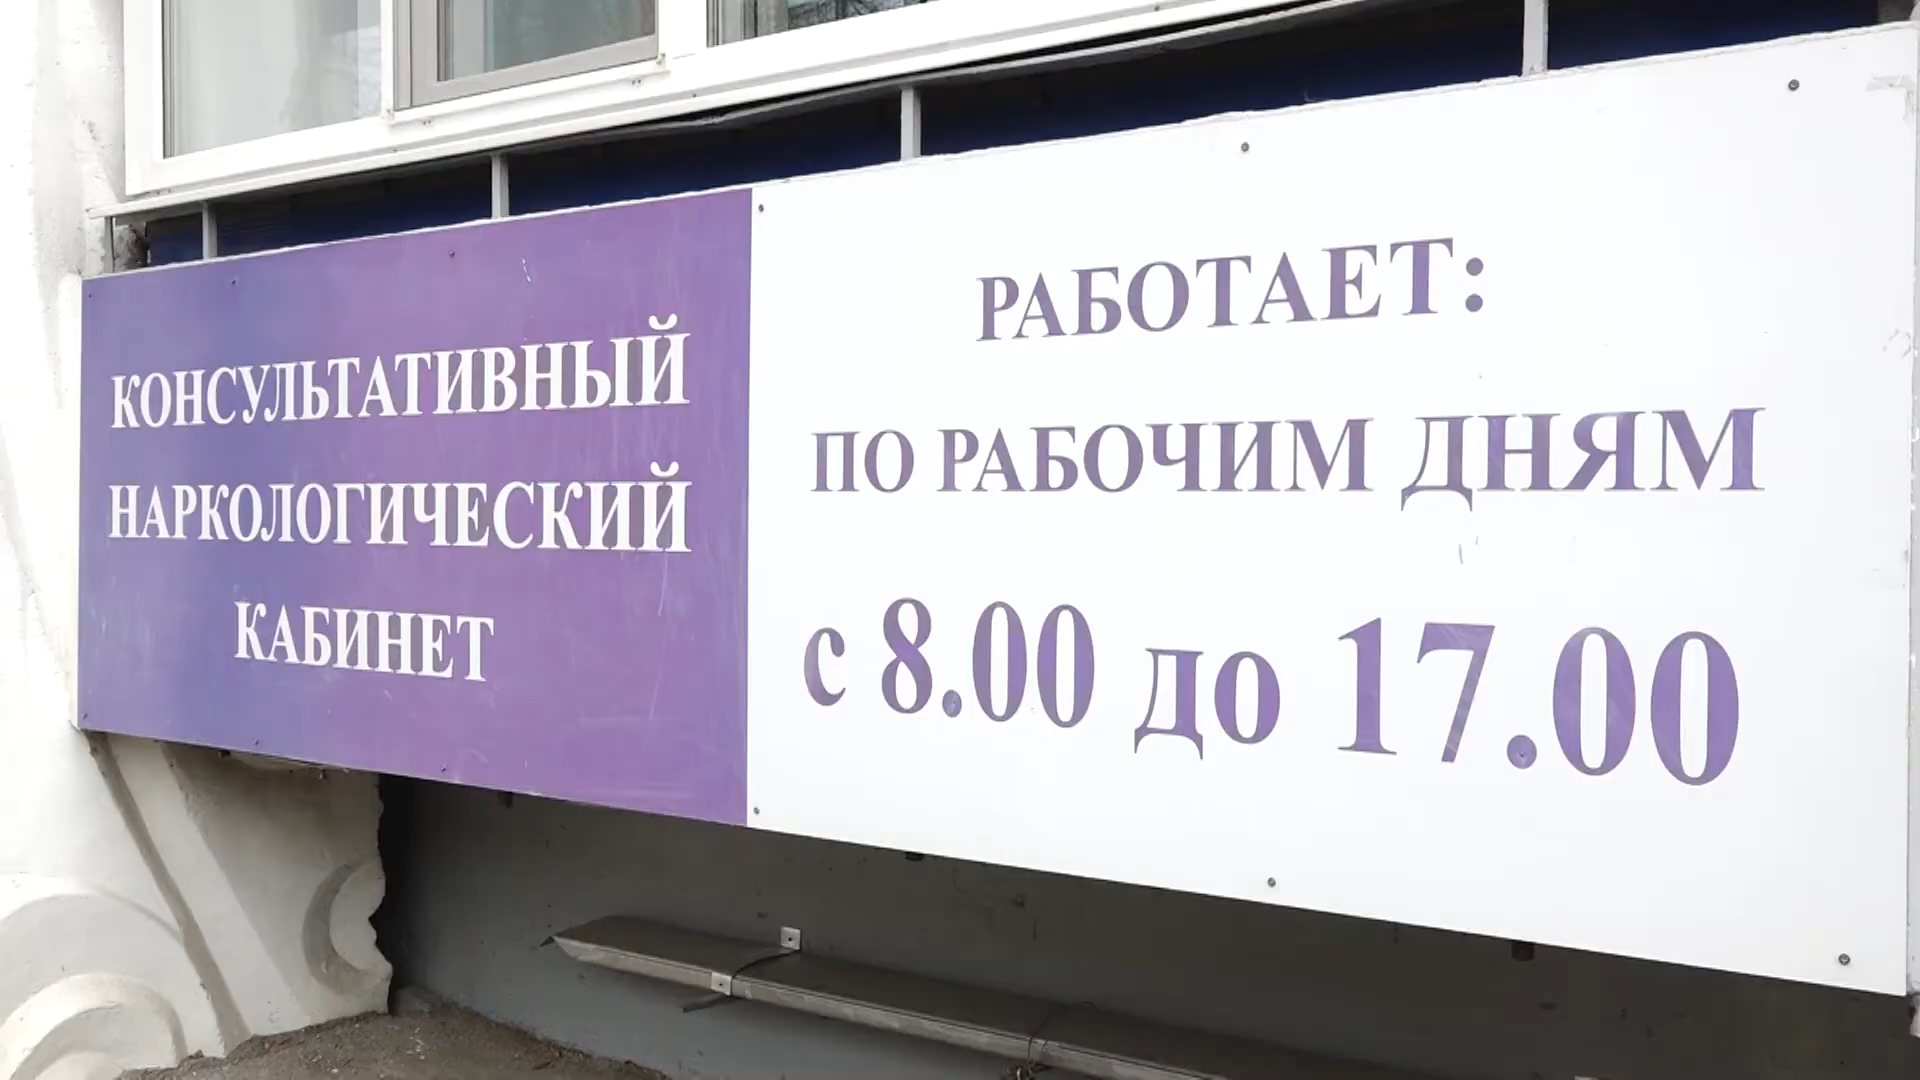 КОНСУЛЬТАТИВНЫЙ
НАРКОЛОГИЧЕСКИЙ
КАБИНЕТ
РАБОТАЕТ:
ПО РАБОЧИМ ДНЯМ
с 8.00 до 17.00